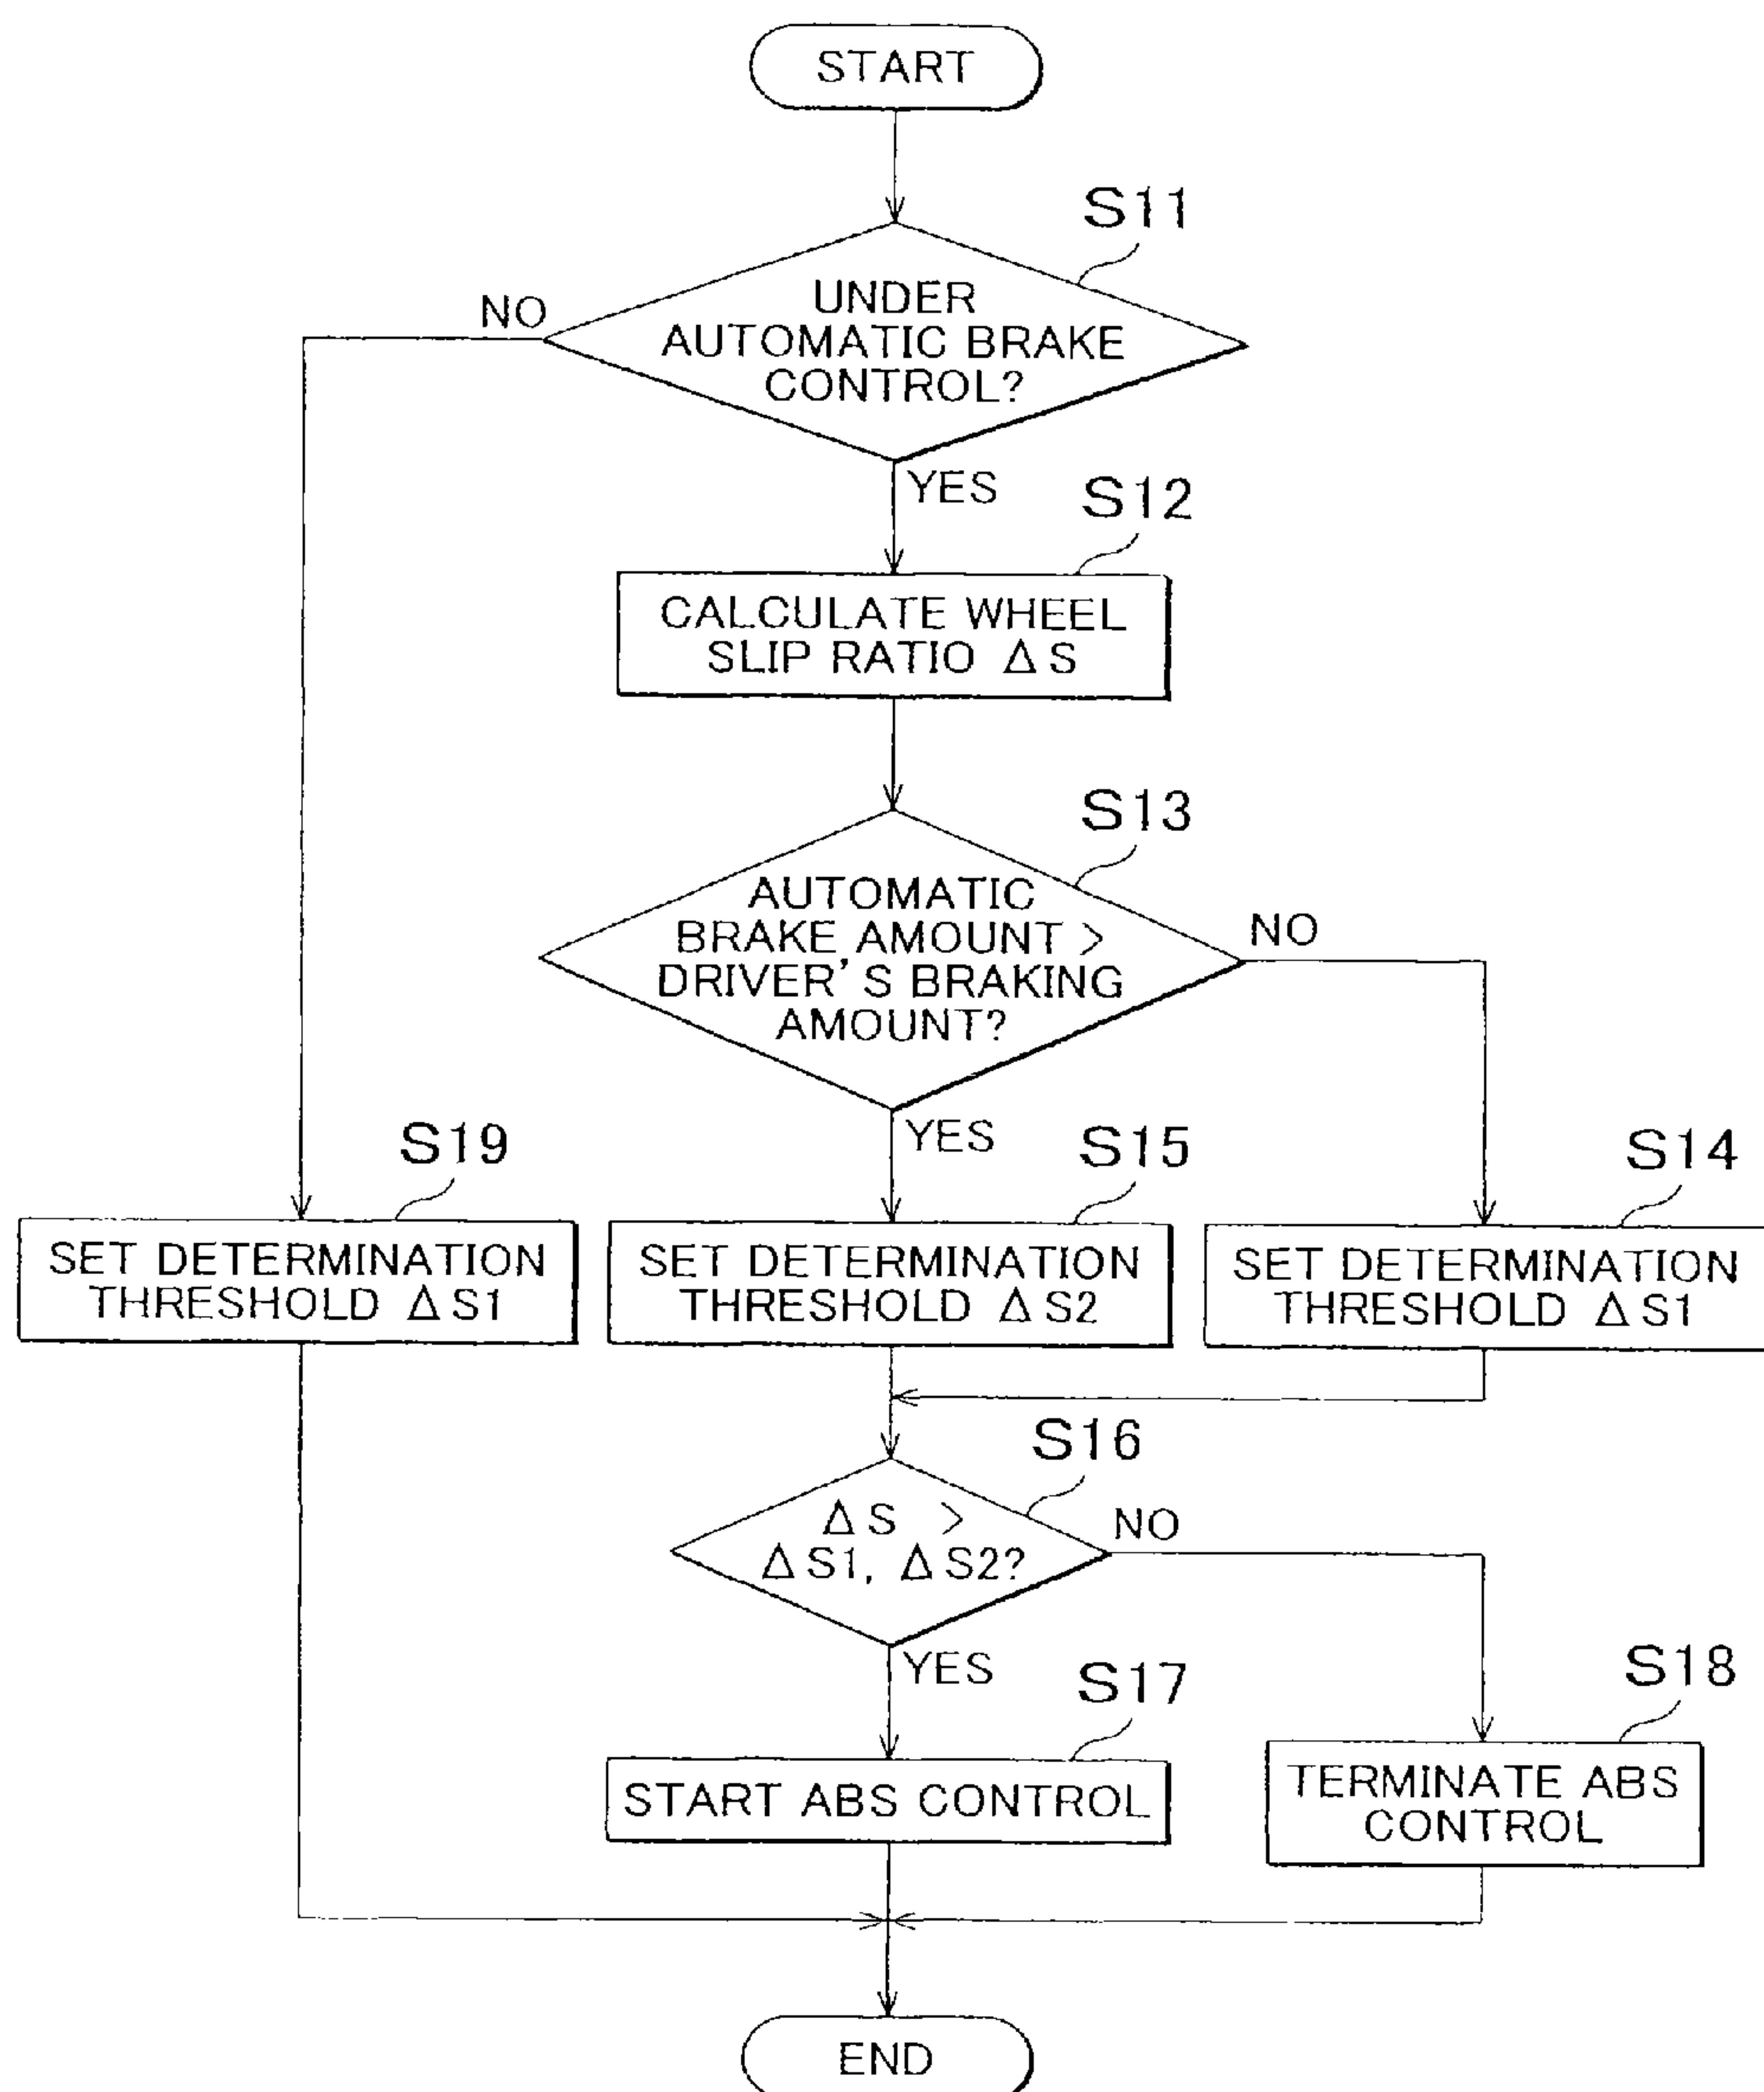 START
S11
NO
UNDER
AUTOMATIC BRAKE
CONTROL?
YES
S12
CALCULATE WHEEL
SLIP RATIO ΔS
S13
AUTOMATIC
BRAKE AMOUNT >
DRIVER'S BRAKING
AMOUNT?
NO
YES
S19
S15
S14
SET DETERMINATION
THRESHOLD ΔS1
SET DETERMINATION
THRESHOLD ΔS2
SET DETERMINATION
THRESHOLD ΔS1
S16
ΔS >
ΔS1, ΔS2?
NO
YES
S17
S18
START ABS CONTROL
TERMINATE ABS
CONTROL
END